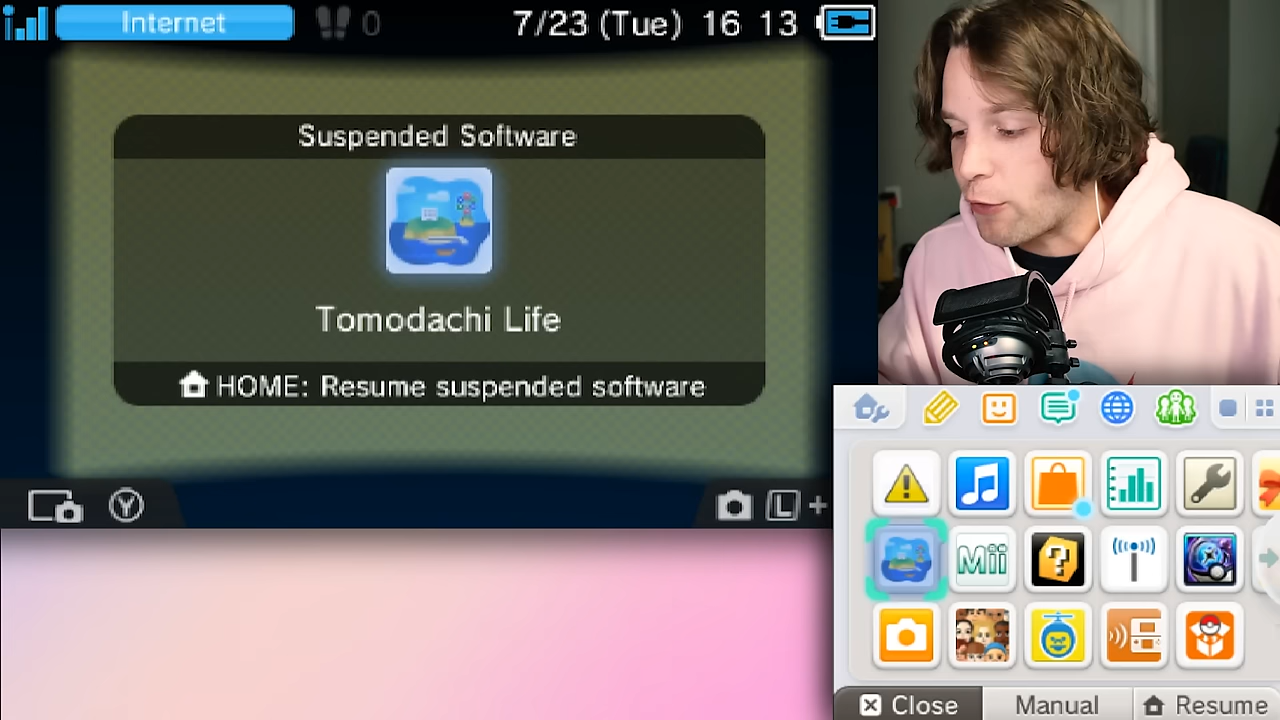 Internet 0 7/23 (Tue) 16 13
Suspended Software
Tomodachi Life
HOME: Resume suspended software
Y
L +
Mii
?
Close Manual Resume